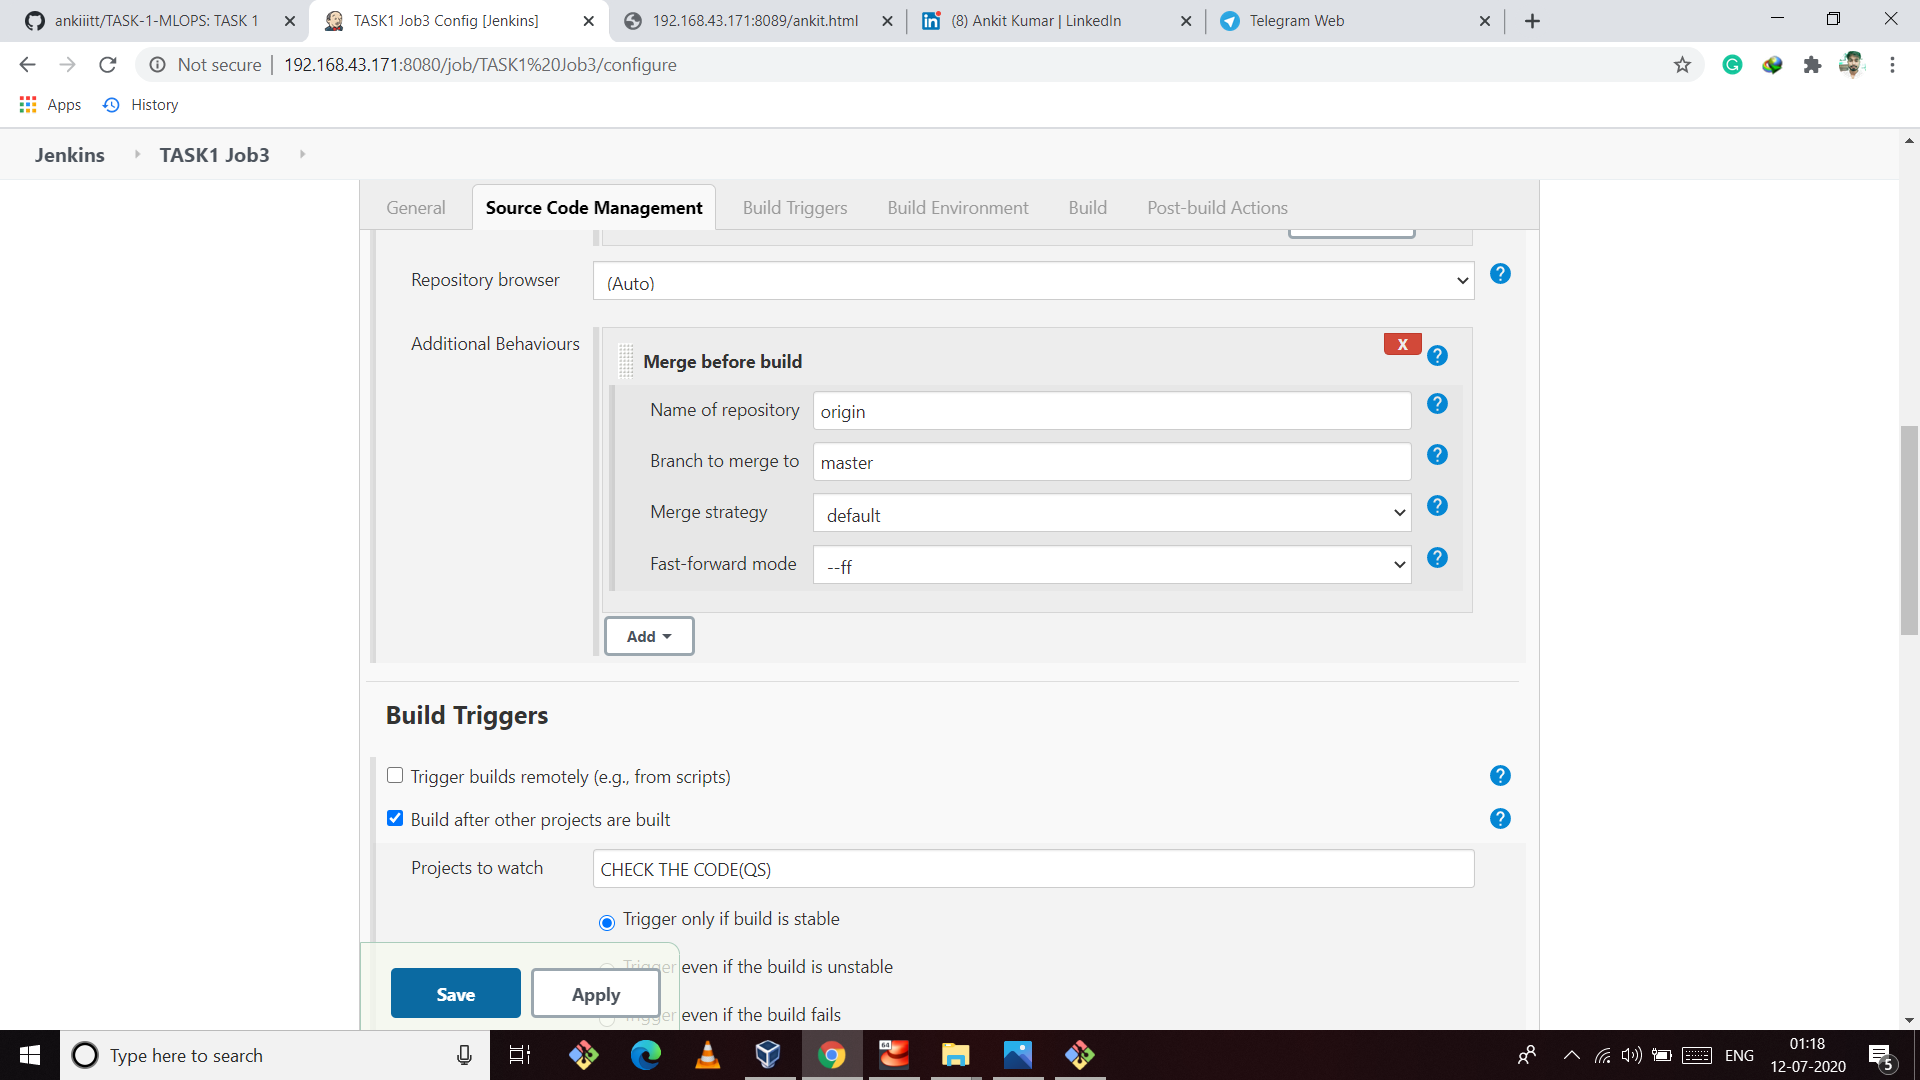 ankiiitt/TASK-1-MLOPS: TASK 1
TASK1 Job3 Config [Jenkins]
192.168.43.171:8089/ankit.html
(8) Ankit Kumar | LinkedIn
Telegram Web
Not secure
192.168.43.171:8080/job/TASK1%20Job3/configure
Apps
History
Jenkins
TASK1 Job3
General
Source Code Management
Build Triggers
Build Environment
Build
Post-build Actions
Repository browser
(Auto)
Additional Behaviours
Merge before build
X
Name of repository
origin
Branch to merge to
master
Merge strategy
default
Fast-forward mode
--ff
Add
Build Triggers
Trigger builds remotely (e.g., from scripts)
Build after other projects are built
Projects to watch
CHECK THE CODE(QS)
Trigger only if build is stable
Trigger even if the build is unstable
Trigger even if the build fails
Save
Apply
Type here to search
64
ENG
01:18
12-07-2020
5